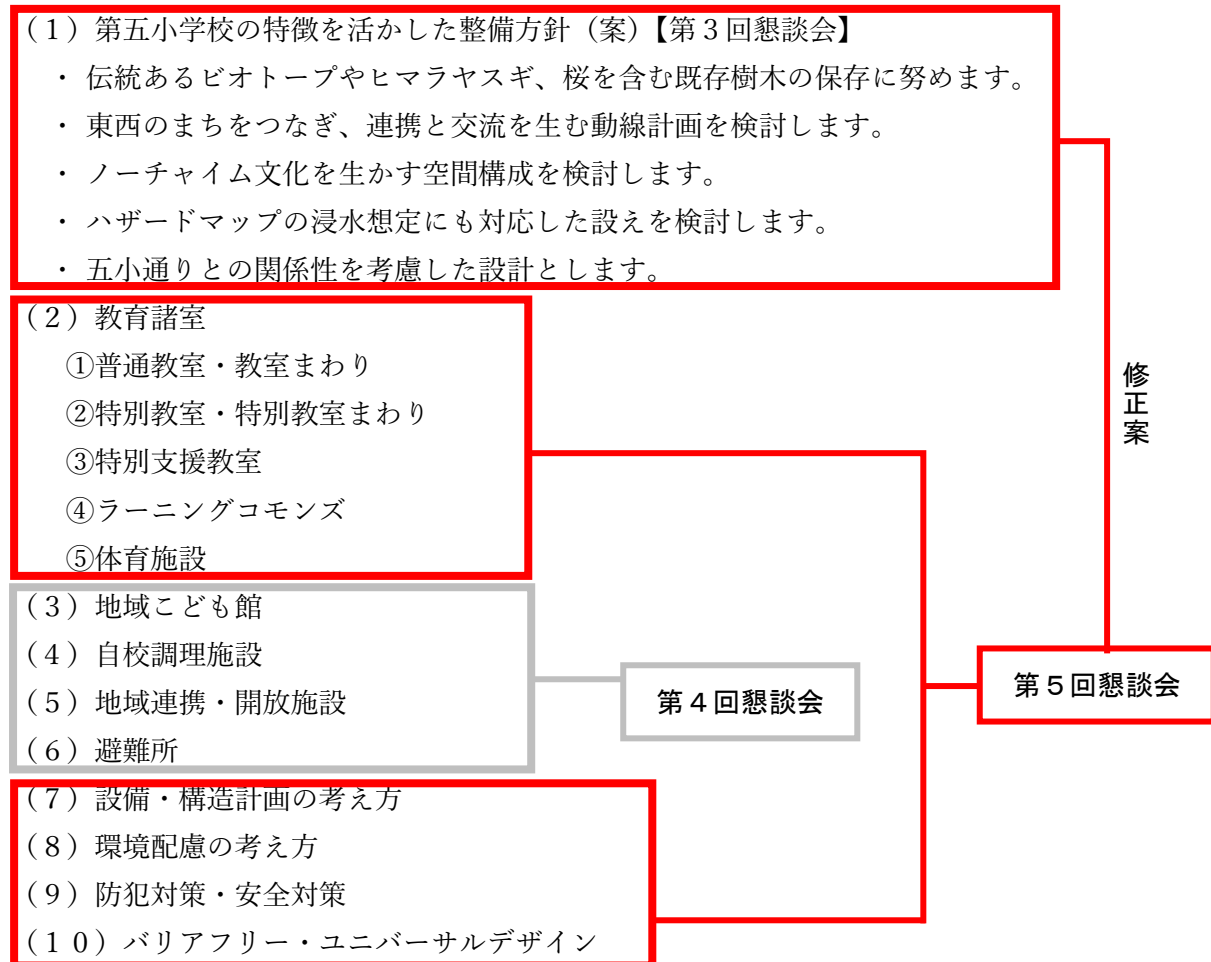 (1) 第五小学校の特徴を活かした整備方針(案)【第3回懇談会】
・ 伝統あるビオトープやヒマラヤスギ、桜を含む既存樹木の保存に努めます。
・ 東西のまちをつなぎ、連携と交流を生む動線計画を検討します。
・ ノーチャイム文化を生かす空間構成を検討します。
・ ハザードマップの浸水想定にも対応した設えを検討します。
・ 五小通りとの関係性を考慮した設計とします。
(2)教育諸室
①普通教室・教室まわり
②特別教室・特別教室まわり
③特別支援教室
④ラーニングコモンズ
⑤体育施設
修正案
(3)地域こども館
(4)自校調理施設
(5)地域連携・開放施設
(6)避難所
第4回懇談会
第5回懇談会
(7)設備・構造計画の考え方
(8)環境配慮の考え方
(9)防犯対策・安全対策
(10)バリアフリー・ユニバーサルデザイン